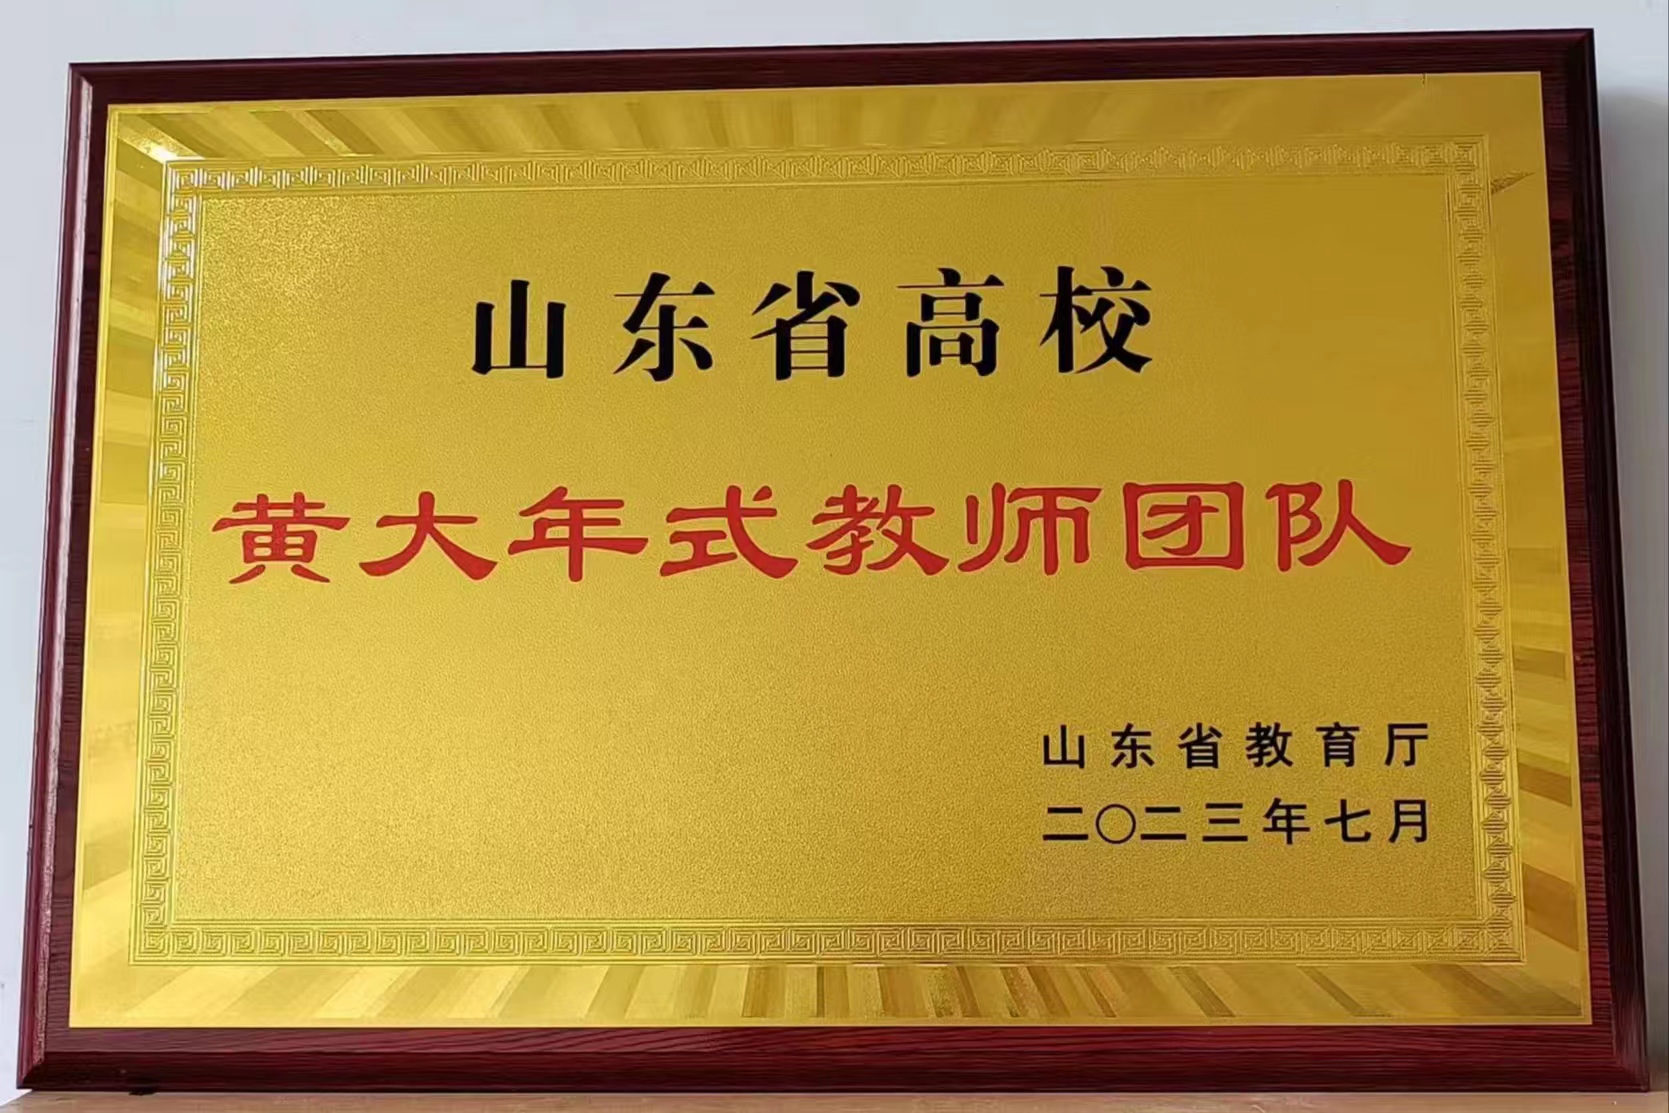 山东省高校
黄大年式教师团队
山东省教育厅
二〇二三年七月